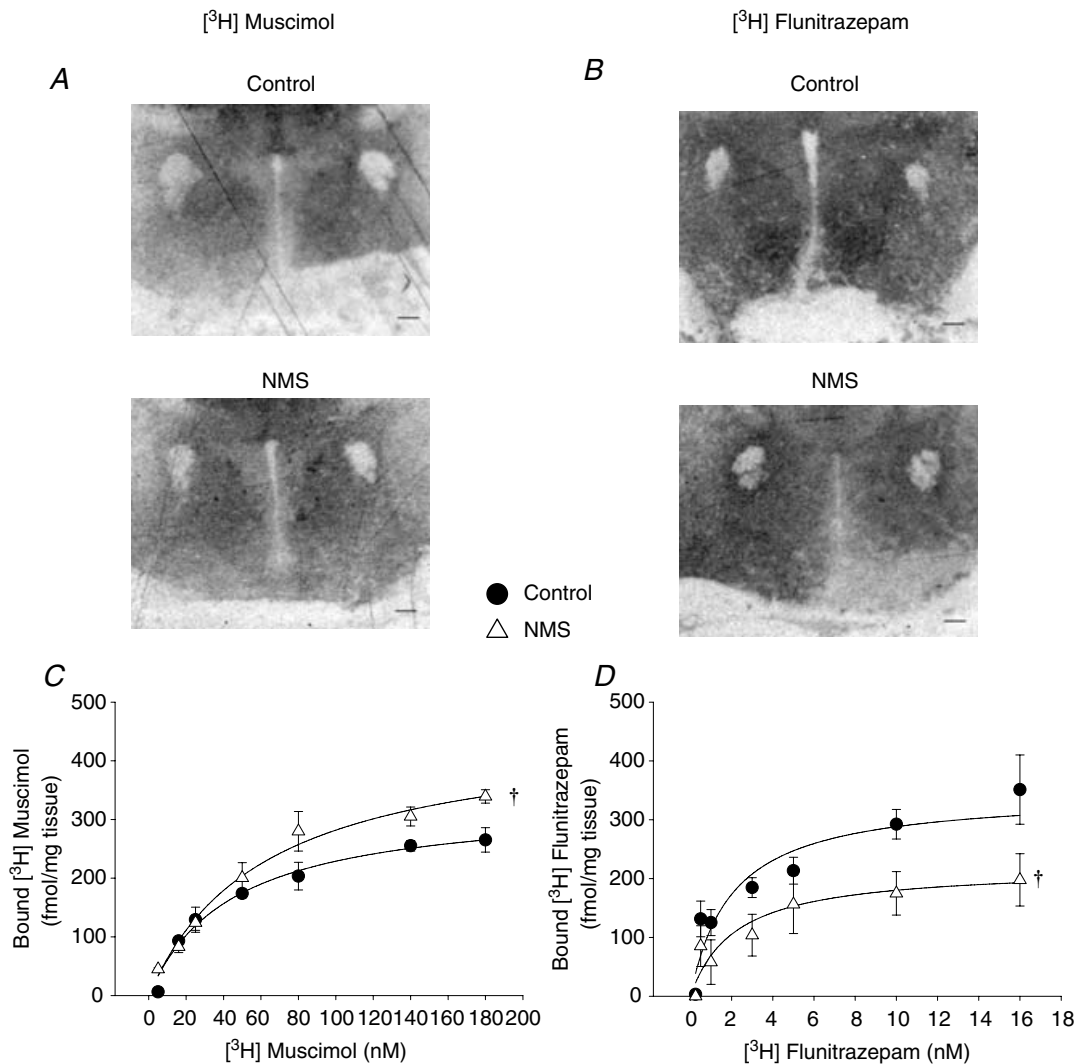 [³H] Muscimol
[³H] Flunitrazepam
A
B
Control
Control
NMS
NMS
Control
NMS
C
D
500
400
300
200
100
0
Bound [³H] Muscimol
(fmol/mg tissue)
†
0 20 40 60 80 100 120 140 160 180 200
[³H] Muscimol (nM)
500
400
300
200
100
0
Bound [³H] Flunitrazepam
(fmol/mg tissue)
†
0 2 4 6 8 10 12 14 16 18
[³H] Flunitrazepam (nM)